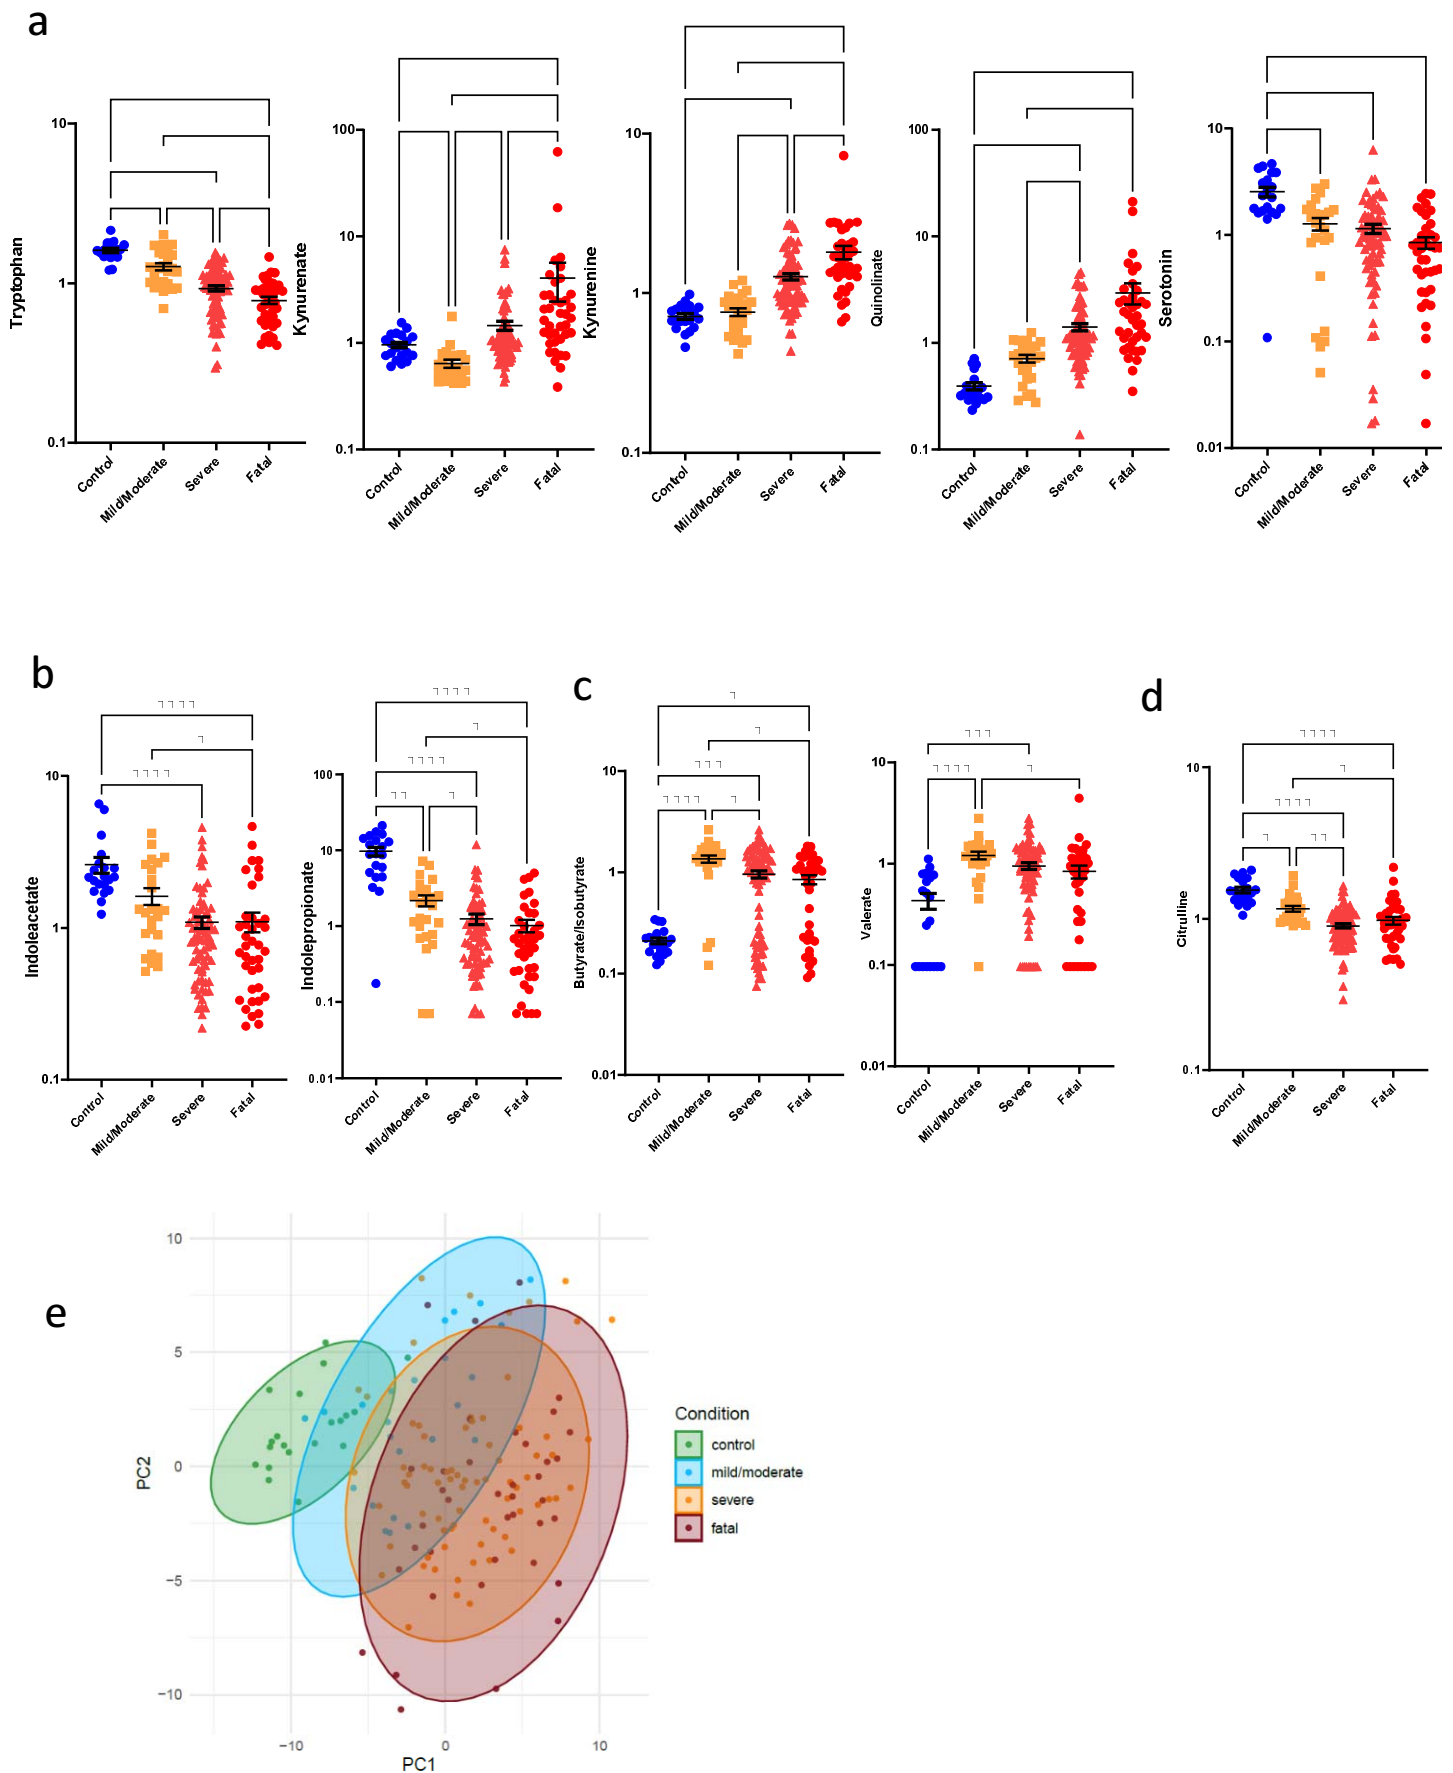 a
Tryptophan
10
1
0.1
Control
Mild/Moderate
Severe
Fatal
Kynurenate
100
10
1
0.1
Control
Mild/Moderate
Severe
Fatal
Kynurenine
10
1
0.1
Control
Mild/Moderate
Severe
Fatal
Quinolinate
100
10
1
0.1
Control
Mild/Moderate
Severe
Fatal
Serotonin
10
1
0.1
0.01
Control
Mild/Moderate
Severe
Fatal
b
Indoleacetate
10
1
0.1
Control
Mild/Moderate
Severe
Fatal
Indolepropionate
100
10
1
0.1
0.01
Control
Mild/Moderate
Severe
Fatal
c
Butyrate/Isobutyrate
10
1
0.1
0.01
Control
Mild/Moderate
Severe
Fatal
Valerate
10
1
0.1
0.01
Control
Mild/Moderate
Severe
Fatal
d
Citrulline
10
1
0.1
Control
Mild/Moderate
Severe
Fatal
e
PC2
10
5
0
−5
−10
−10
0
10
PC1
Condition
control
mild/moderate
severe
fatal